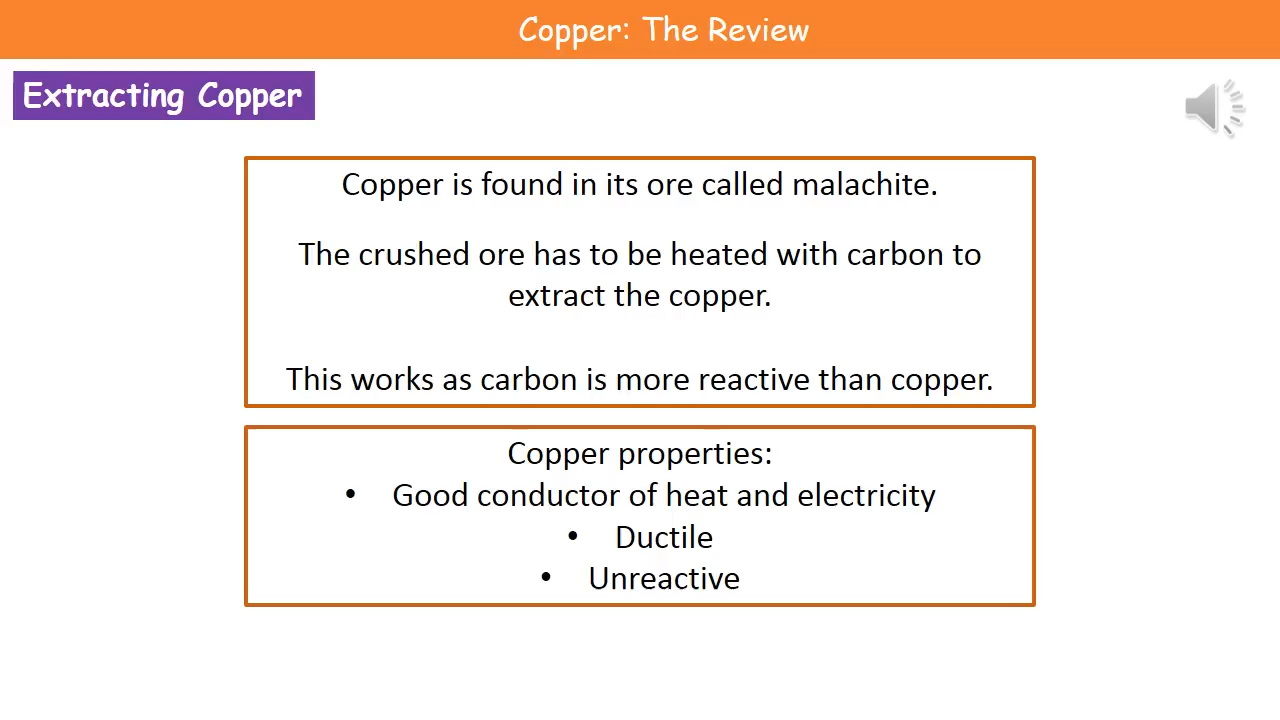 Copper: The Review
Extracting Copper
Copper is found in its ore called malachite.
The crushed ore has to be heated with carbon to
extract the copper.
This works as carbon is more reactive than copper.
Copper properties:
• Good conductor of heat and electricity
• Ductile
• Unreactive